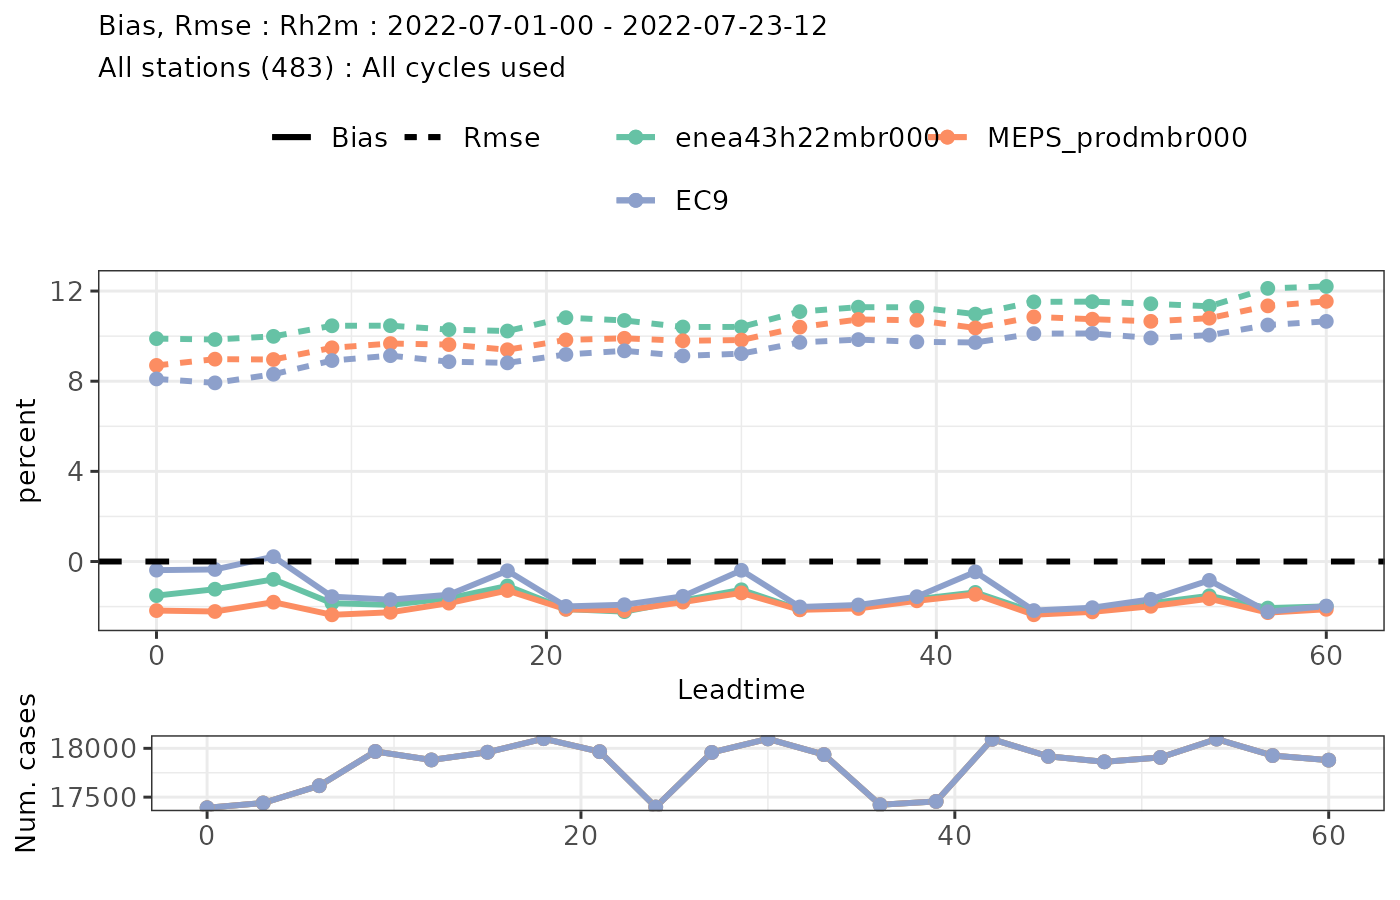 Bias, Rmse : Rh2m : 2022-07-01-00 - 2022-07-23-12
All stations (483) : All cycles used
Bias Rmse enea43h22mbr000 MEPS_prodmbr000
EC9
percent
12
8
4
0
0 20 40 60
Leadtime
Num. cases
18000
17500
0 20 40 60